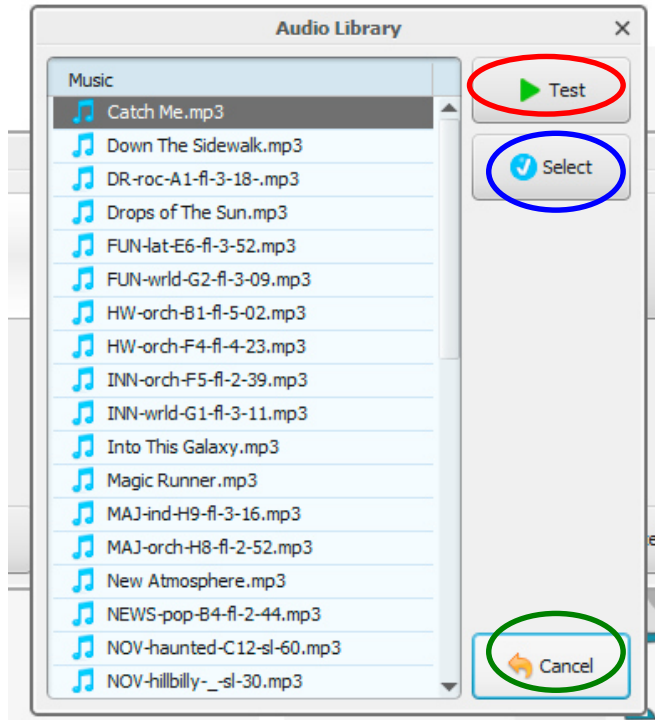 Audio Library
Music
Test
Catch Me.mp3
Down The Sidewalk.mp3
Select
DR-roc-A1-fl-3-18-.mp3
Drops of The Sun.mp3
FUN-lat-E6-fl-3-52.mp3
FUN-wrld-G2-fl-3-09.mp3
HW-orch-B1-fl-5-02.mp3
HW-orch-F4-fl-4-23.mp3
INN-orch-F5-fl-2-39.mp3
INN-wrld-G1-fl-3-11.mp3
Into This Galaxy.mp3
Magic Runner.mp3
MAJ-ind-H9-fl-3-16.mp3
MAJ-orch-H8-fl-2-52.mp3
New Atmosphere.mp3
NEWS-pop-B4-fl-2-44.mp3
NOV-haunted-C12-sl-60.mp3
Cancel
NOV-hillbilly-_-sl-30.mp3